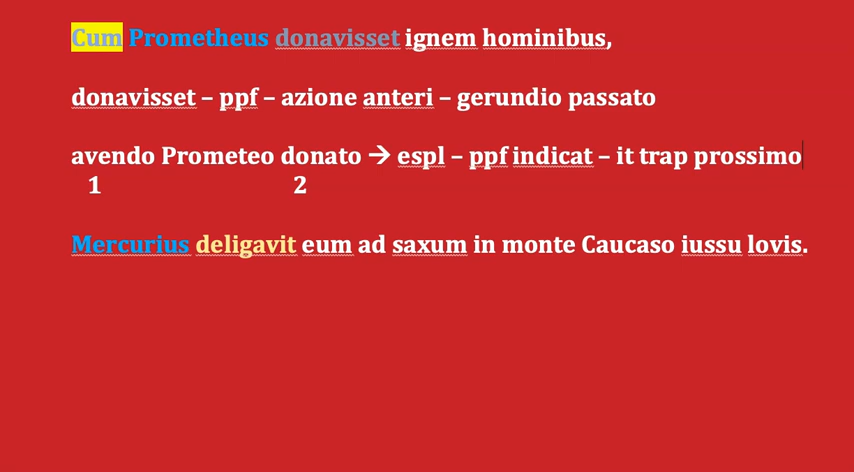 Cum Prometheus donavisset ignem hominibus,
donavisset – ppf – azione anteri – gerundio passato
avendo Prometeo donato → espl – ppf indicat – it trap prossimo
1 2
Mercurius deligavit eum ad saxum in monte Caucaso iussu Iovis.